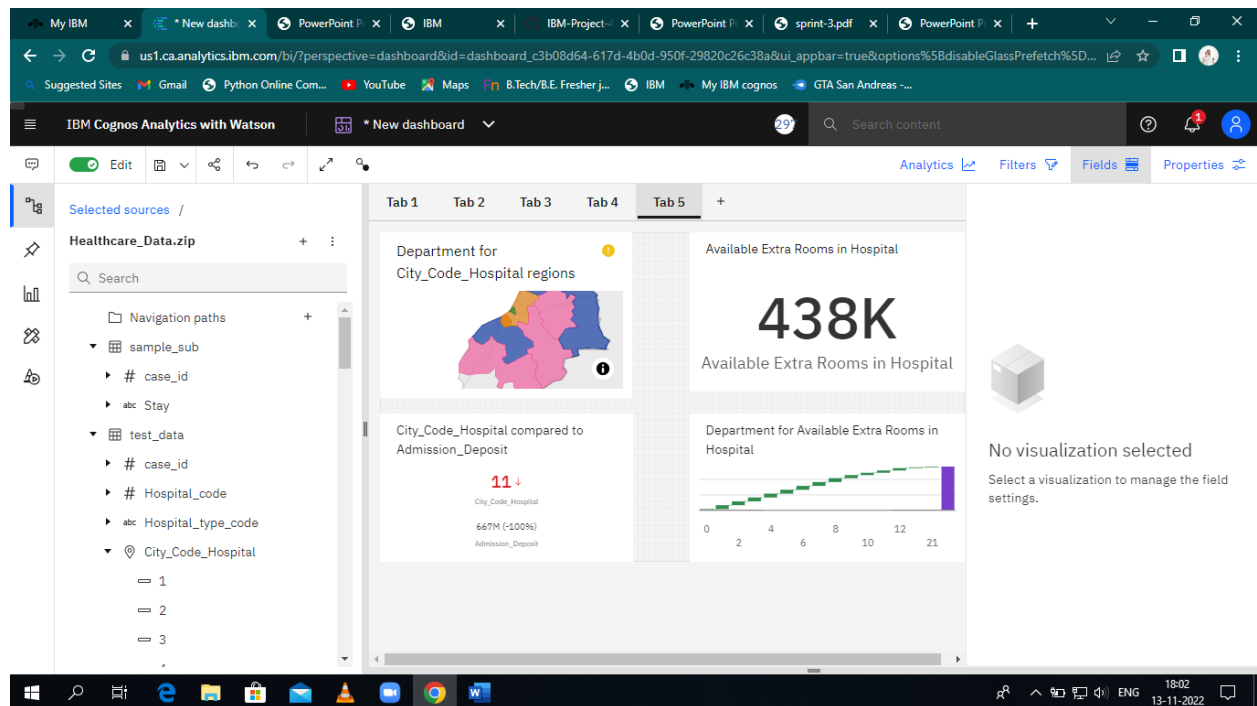 My IBM
* New dashbo
PowerPoint P
IBM
IBM-Project-4
PowerPoint P
sprint-3.pdf
PowerPoint P
us1.ca.analytics.ibm.com/bi/?perspective=dashboard&id=dashboard_c3b08d64-617d-4b0d-950f-29820c26c38a&ui_appbar=true&options%5BdisableGlassPrefetch%5D...
Suggested Sites
Gmail
Python Online Com...
YouTube
Maps
Fn B.Tech/B.E. Fresher j...
IBM
My IBM cognos
GTA San Andreas -...
IBM Cognos Analytics with Watson
* New dashboard
Search content
1
Edit
Analytics
Filters
Fields
Properties
Selected sources /
Healthcare_Data.zip
Search
Navigation paths
sample_sub
# case_id
abc Stay
test_data
# case_id
# Hospital_code
abc Hospital_type_code
City_Code_Hospital
1
2
3
Tab 1
Tab 2
Tab 3
Tab 4
Tab 5
Department for
City_Code_Hospital regions
Available Extra Rooms in Hospital
438K
Available Extra Rooms in Hospital
City_Code_Hospital compared to
Admission_Deposit
11
City_Code_Hospital
667M (-100%)
Admission_Deposit
Department for Available Extra Rooms in
Hospital
0 4 8 12
2 6 10 21
No visualization selected
Select a visualization to manage the field
settings.
ENG
18:02
13-11-2022